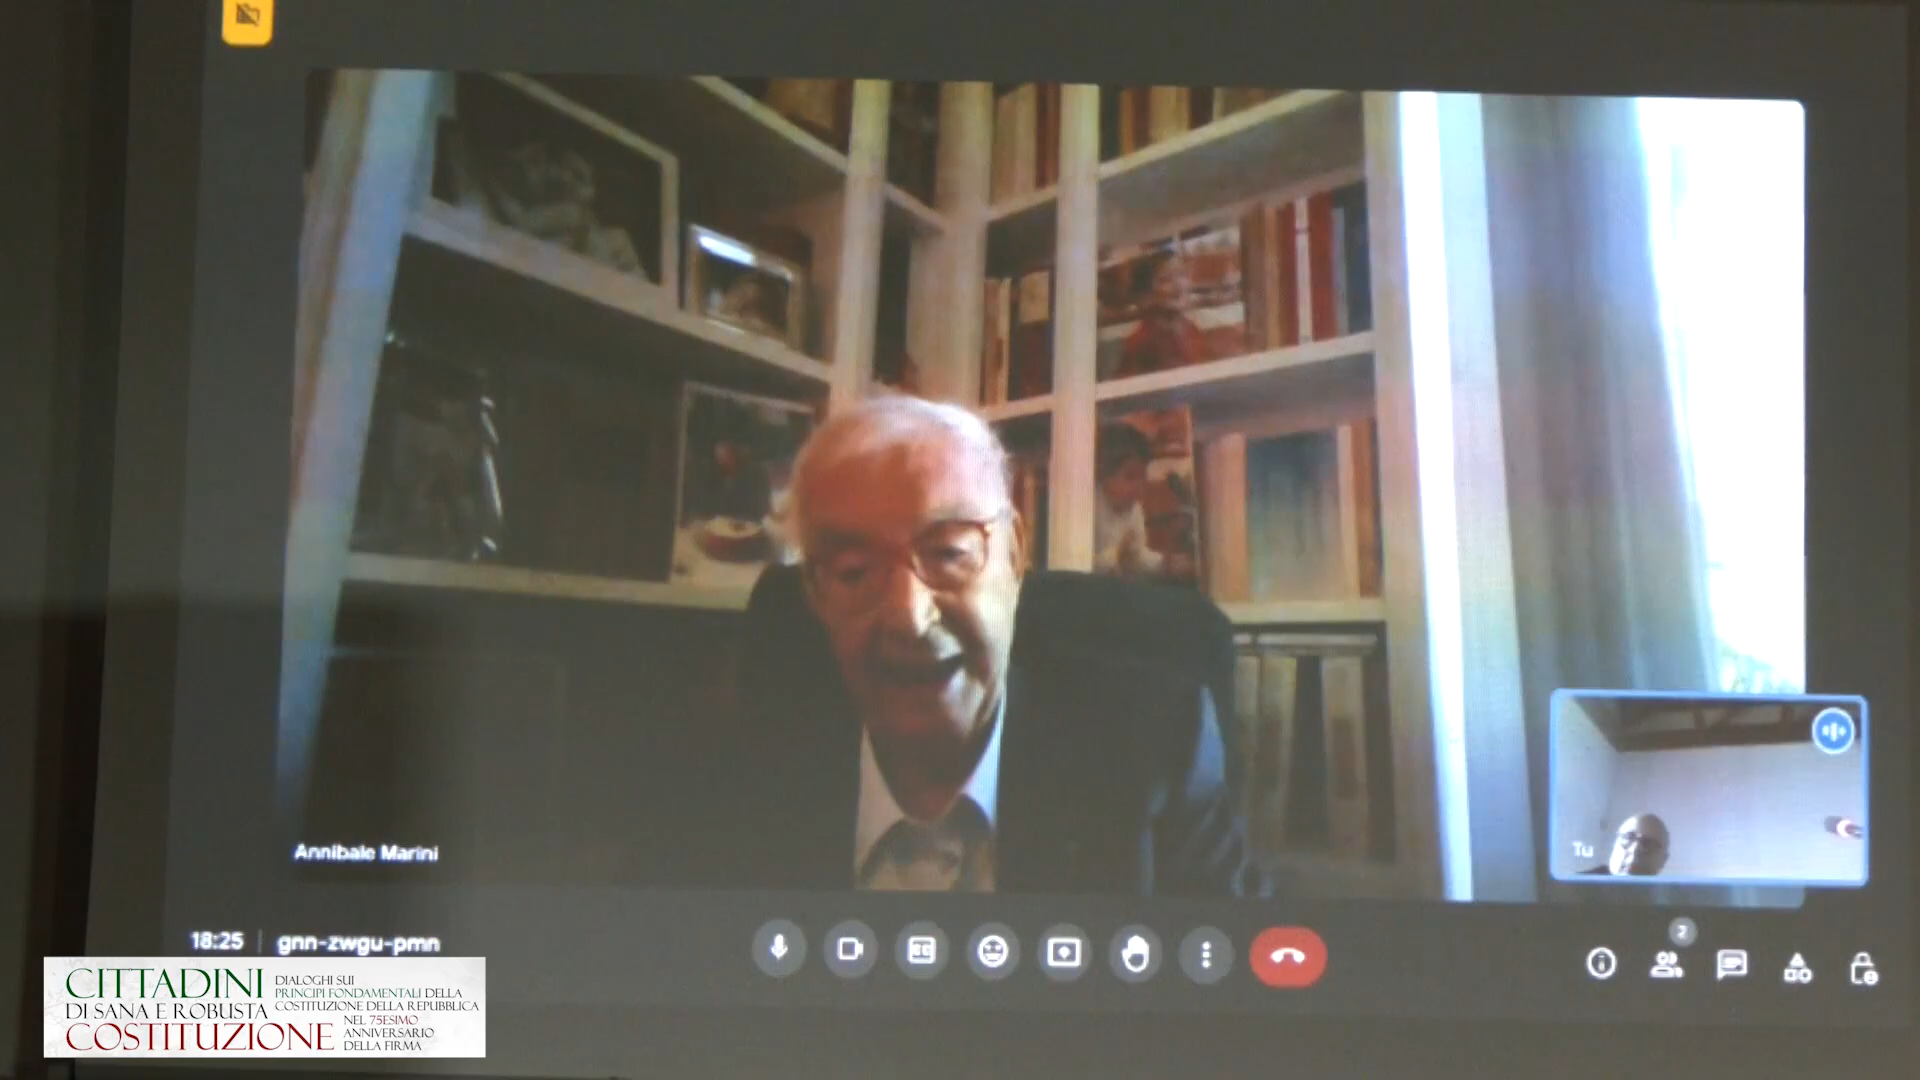 Annibale Marini
Tu
18:25 | gnn-zwgu-pmn
2
CITTADINI
DI SANA E ROBUSTA
COSTITUZIONE
DIALOGHI SUI
PRINCIPI FONDAMENTALI DELLA
COSTITUZIONE DELLA REPUBBLICA
NEL 75ESIMO
ANNIVERSARIO
DELLA FIRMA